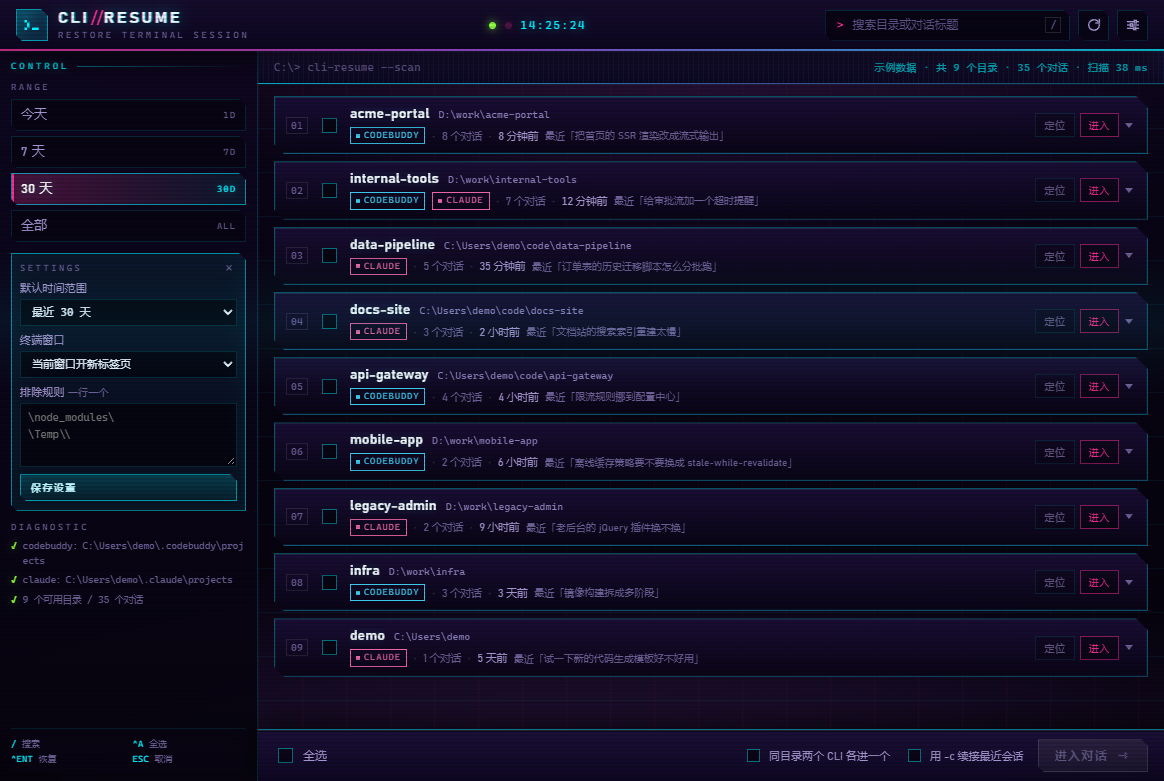 CLI//RESUME
RESTORE TERMINAL SESSION
14:25:24
> 搜索目录或对话标题 /
CONTROL
RANGE
今天 1D
7 天 7D
30 天 30D
全部 ALL
SETTINGS ×
默认时间范围
最近 30 天
终端窗口
当前窗口开新标签页
排除规则 一行一个
\node_modules\
\Temp\\
保存设置
DIAGNOSTIC
✓ codebuddy: C:\Users\demo\.codebuddy\proj
ects
✓ claude: C:\Users\demo\.claude\projects
✓ 9 个可用目录 / 35 个对话
/ 搜索 ^A 全选
^ENT 恢复 ESC 取消
C:\> cli-resume --scan
示例数据 · 共 9 个目录 · 35 个对话 · 扫描 38 ms
01 acme-portal D:\work\acme-portal
CODEBUDDY · 8 个对话 · 8 分钟前 最近「把首页的 SSR 渲染改成流式输出」
定位 进入
02 internal-tools D:\work\internal-tools
CODEBUDDY CLAUDE · 7 个对话 · 12 分钟前 最近「给审批流加一个超时提醒」
定位 进入
03 data-pipeline C:\Users\demo\code\data-pipeline
CLAUDE · 5 个对话 · 35 分钟前 最近「订单表的历史迁移脚本怎么分批跑」
定位 进入
04 docs-site C:\Users\demo\code\docs-site
CLAUDE · 3 个对话 · 2 小时前 最近「文档站的搜索索引重建太慢」
定位 进入
05 api-gateway C:\Users\demo\code\api-gateway
CODEBUDDY · 4 个对话 · 4 小时前 最近「限流规则挪到配置中心」
定位 进入
06 mobile-app D:\work\mobile-app
CODEBUDDY · 2 个对话 · 6 小时前 最近「离线缓存策略要不要换成 stale-while-revalidate」
定位 进入
07 legacy-admin D:\work\legacy-admin
CLAUDE · 2 个对话 · 9 小时前 最近「老后台的 jQuery 插件换不换」
定位 进入
08 infra D:\work\infra
CODEBUDDY · 3 个对话 · 3 天前 最近「镜像构建拆成多阶段」
定位 进入
09 demo C:\Users\demo
CLAUDE · 1 个对话 · 5 天前 最近「试一下新的代码生成模板好不好用」
定位 进入
全选
同目录两个 CLI 各进一个 用 -c 续接最近会话 进入对话 →